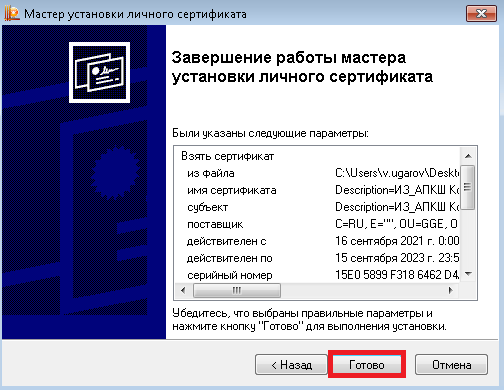 Мастер установки личного сертификата
Завершение работы мастера
установки личного сертификата
Были указаны следующие параметры:
Взять сертификат
из файла C:\Users\v.ugarov\Deskto
имя сертификата Description=ИЗ_АПКШ Ко
субъект Description=ИЗ_АПКШ Ко
поставщик C=RU, E="", OU=GGE, O
действителен с 16 сентября 2021 г. 0:00
действителен по 15 сентября 2023 г. 23:5
серийный номер 15E0 5899 F318 6462 D4
Убедитесь, что выбраны правильные параметры и
нажмите кнопку "Готово" для выполнения установки.
< Назад Готово Отмена